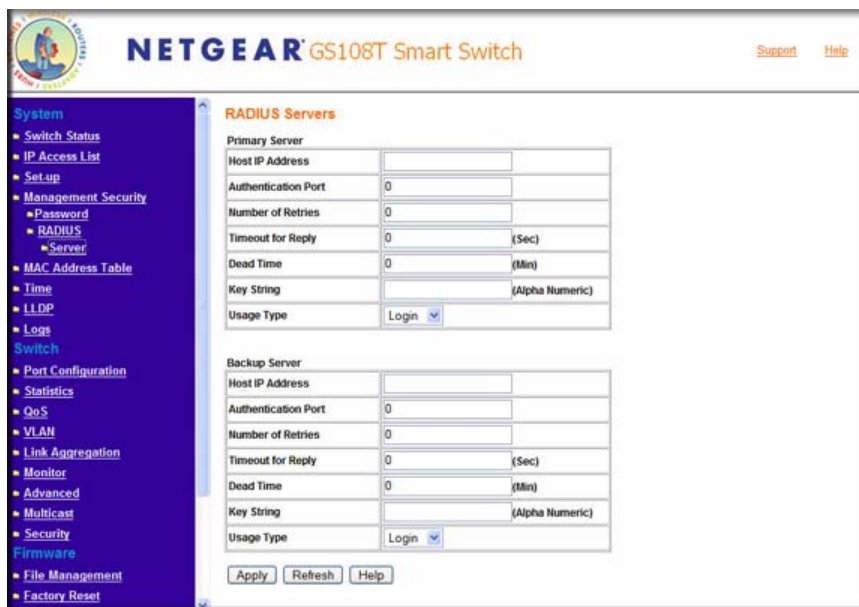 NETGEAR GS108T Smart Switch
Support Help
System
Switch Status
IP Access List
Set-up
Management Security
Password
RADIUS
Server
MAC Address Table
Time
LLDP
Logs
Switch
Port Configuration
Statistics
QoS
VLAN
Link Aggregation
Monitor
Advanced
Multicast
Security
Firmware
File Management
Factory Reset
RADIUS Servers
Primary Server
Host IP Address
Authentication Port 0
Number of Retries 0
Timeout for Reply 0 (Sec)
Dead Time 0 (Min)
Key String (Alpha Numeric)
Usage Type Login
Backup Server
Host IP Address
Authentication Port 0
Number of Retries 0
Timeout for Reply 0 (Sec)
Dead Time 0 (Min)
Key String (Alpha Numeric)
Usage Type Login
Apply Refresh Help